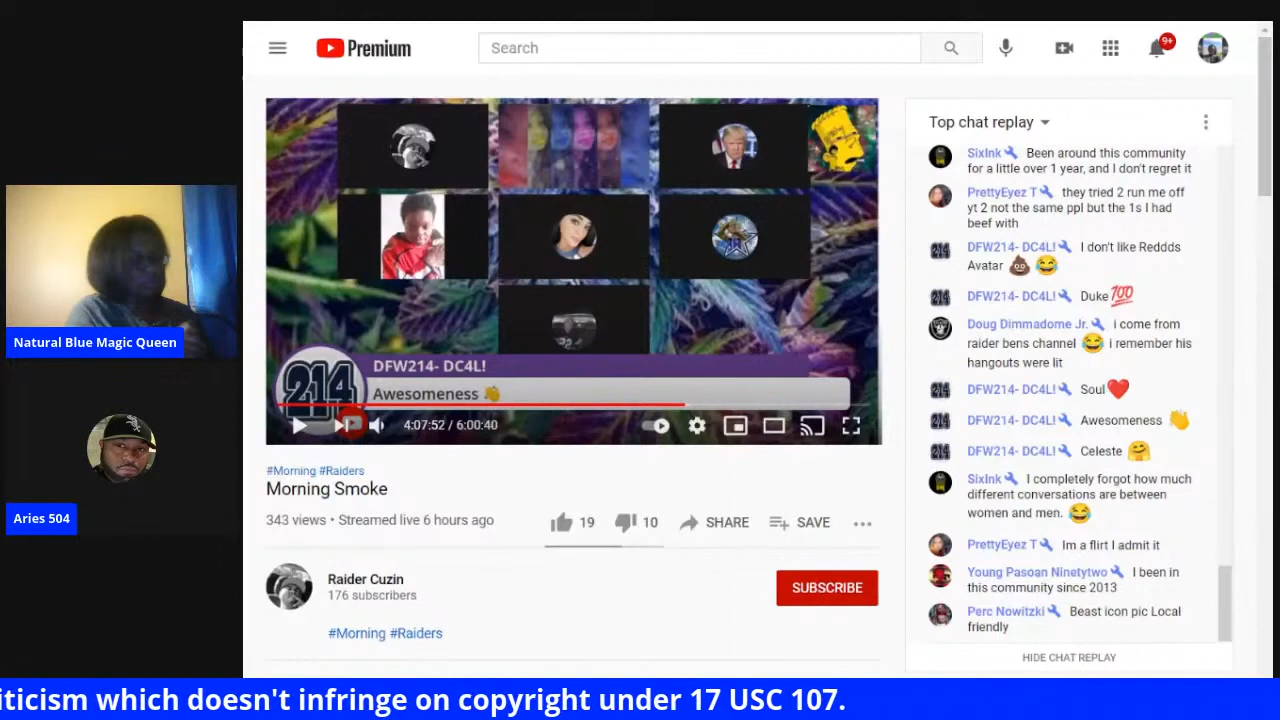 Premium
Search
9+
Natural Blue Magic Queen
Aries 504
214
DFW214- DC4L!
Awesomeness 👏
4:07:52 / 6:00:40
#Morning #Raiders
Morning Smoke
343 views • Streamed live 6 hours ago
19
10
SHARE
SAVE
Raider Cuzin
176 subscribers
SUBSCRIBE
#Morning #Raiders
Top chat replay
SixInk Been around this community
for a little over 1 year, and I don't regret it
PrettyEyez T they tried 2 run me off
yt 2 not the same ppl but the 1s I had
beef with
214
DFW214- DC4L! I don't like Reddds
Avatar 💩 😂
214
DFW214- DC4L! Duke 💯
Doug Dimmadome Jr. i come from
raider bens channel 😂 i remember his
hangouts were lit
214
DFW214- DC4L! Soul ❤️
214
DFW214- DC4L! Awesomeness 👏
214
DFW214- DC4L! Celeste 🤗
SixInk I completely forgot how much
different conversations are between
women and men. 😂
PrettyEyez T Im a flirt I admit it
Young Pasoan Ninetytwo I been in
this community since 2013
Perc Nowitzki Beast icon pic Local
friendly
HIDE CHAT REPLAY
iticism which doesn't infringe on copyright under 17 USC 107.